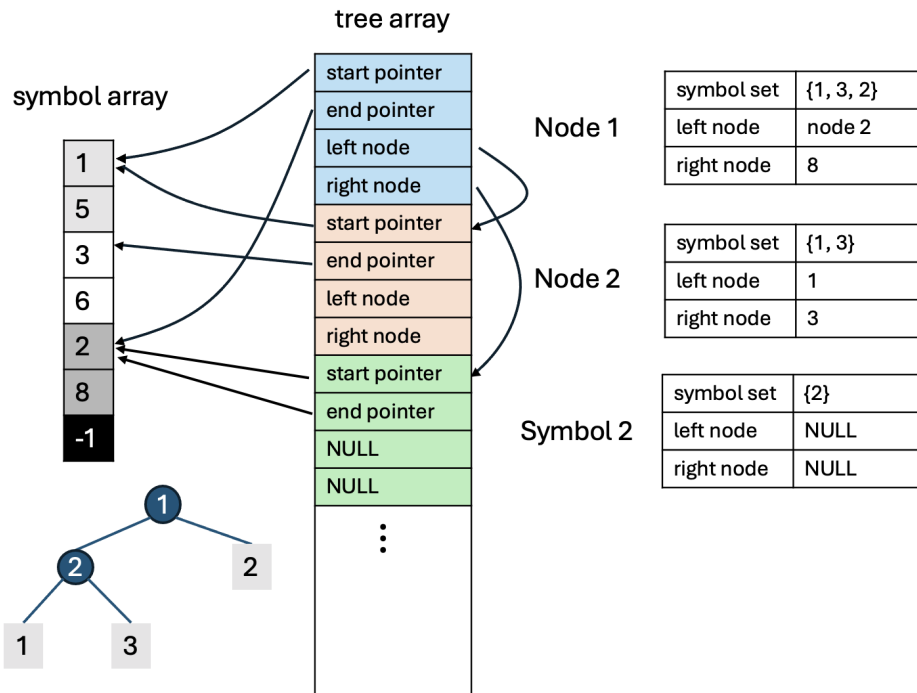 tree array
symbol array
1
5
3
6
2
8
-1
start pointer
end pointer
left node
right node
start pointer
end pointer
left node
right node
start pointer
end pointer
NULL
NULL
⋮
Node 1
symbol set {1, 3, 2}
left node node 2
right node 8
Node 2
symbol set {1, 3}
left node 1
right node 3
Symbol 2
symbol set {2}
left node NULL
right node NULL
1
2 2
1 3